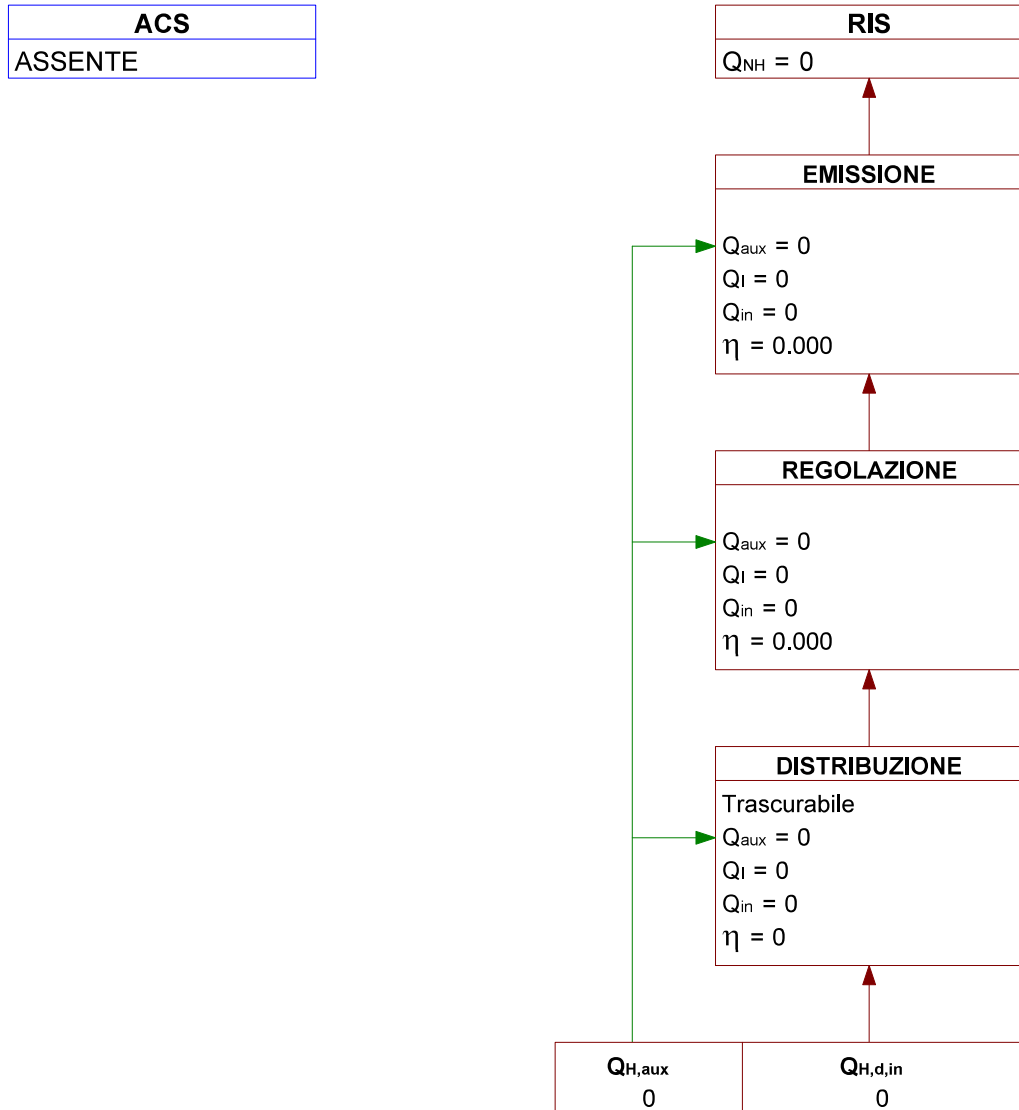 ACS
ASSENTE
RIS
QNH = 0
EMISSIONE
Qaux = 0
Ql = 0
Qin = 0
η = 0.000
REGOLAZIONE
Qaux = 0
Ql = 0
Qin = 0
η = 0.000
DISTRIBUZIONE
Trascurabile
Qaux = 0
Ql = 0
Qin = 0
η = 0
QH,aux QH,d,in
0 0